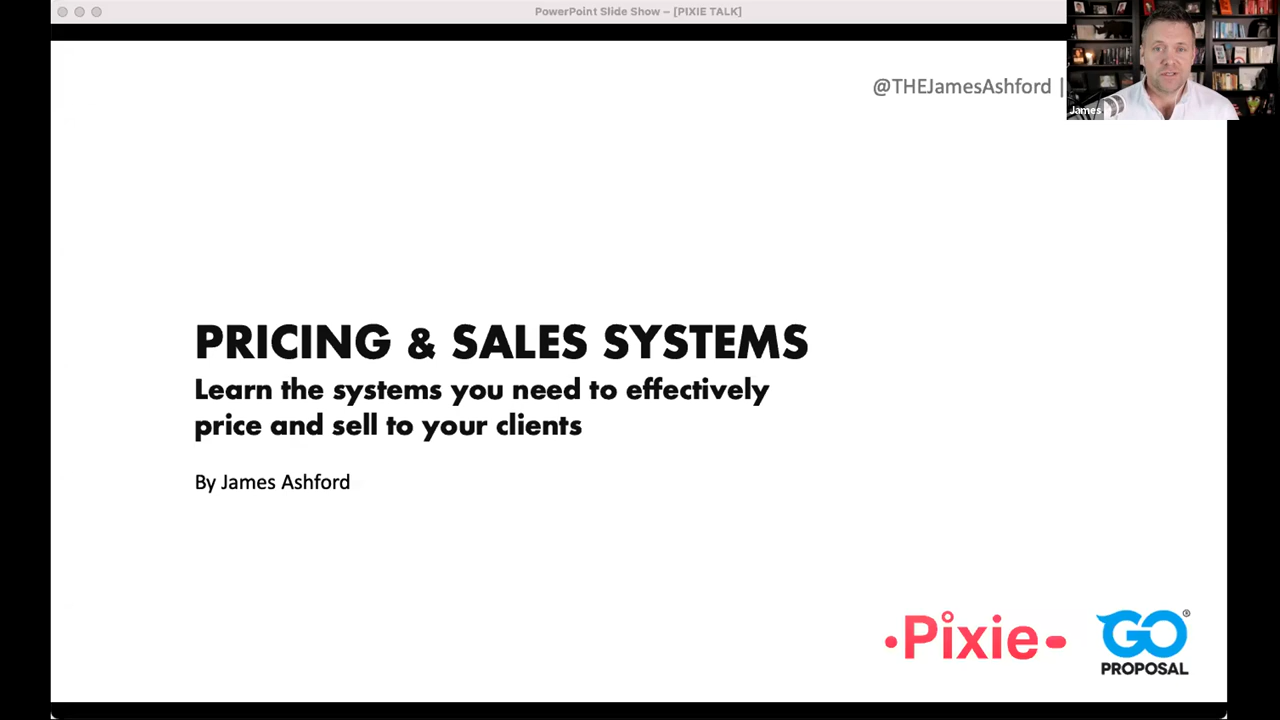 PowerPoint Slide Show – [PIXIE TALK]
@THEJamesAshford |
James
PRICING & SALES SYSTEMS
Learn the systems you need to effectively
price and sell to your clients
By James Ashford
Pixie
GO®
PROPOSAL